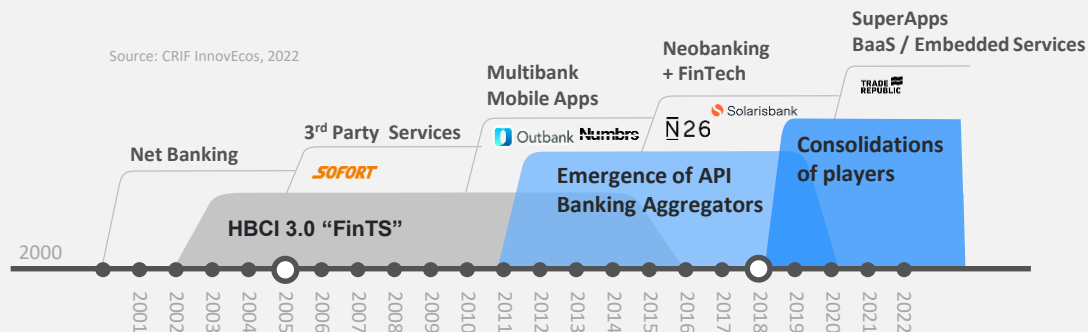 Source: CRIF InnovEcos, 2022
SuperApps
BaaS / Embedded Services
TRADE
REPUBLIC
Neobanking
+ FinTech
N26
Solarisbank
Multibank
Mobile Apps
Outbank
Numbrs
3rd Party Services
SOFORT
Net Banking
Consolidations
of players
Emergence of API
Banking Aggregators
HBCI 3.0 “FinTS”
2000
2001
2002
2003
2004
2005
2006
2007
2008
2009
2010
2011
2012
2013
2014
2015
2016
2017
2018
2019
2020
2021
2022